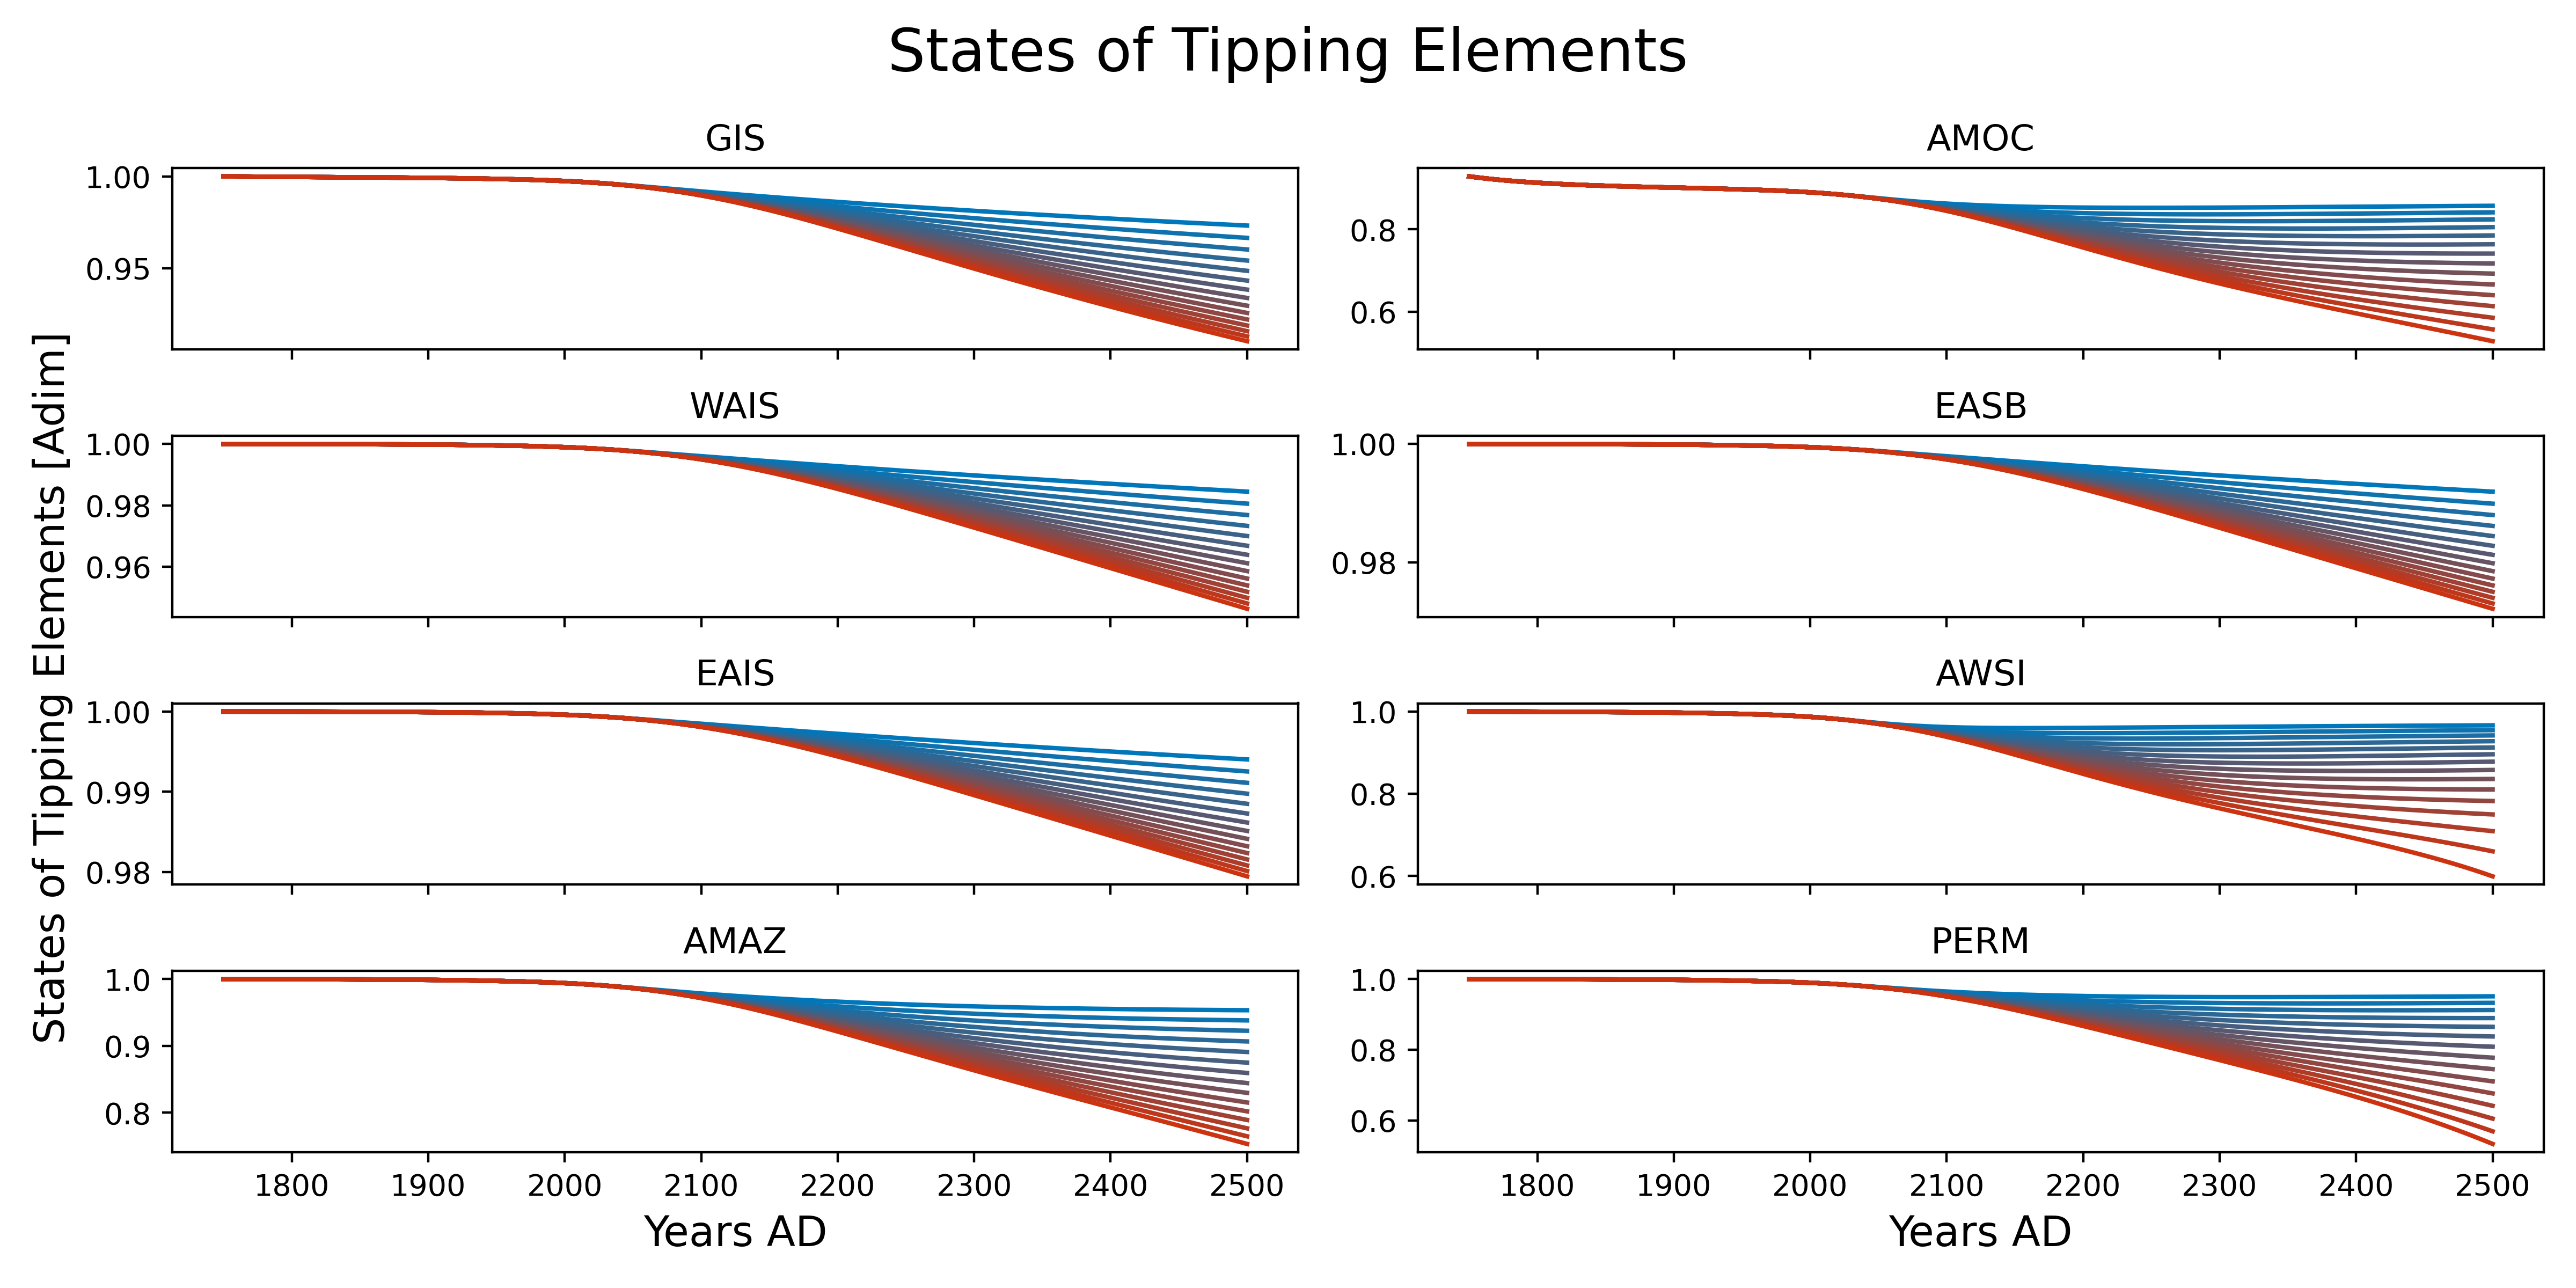 States of Tipping Elements
States of Tipping Elements [Adim]
GIS
1.00
0.95
AMOC
0.8
0.6
WAIS
1.00
0.98
0.96
EASB
1.00
0.98
EAIS
1.00
0.99
0.98
AWSI
1.0
0.8
0.6
AMAZ
1.0
0.9
0.8
1800 1900 2000 2100 2200 2300 2400 2500
Years AD
PERM
1.0
0.8
0.6
1800 1900 2000 2100 2200 2300 2400 2500
Years AD